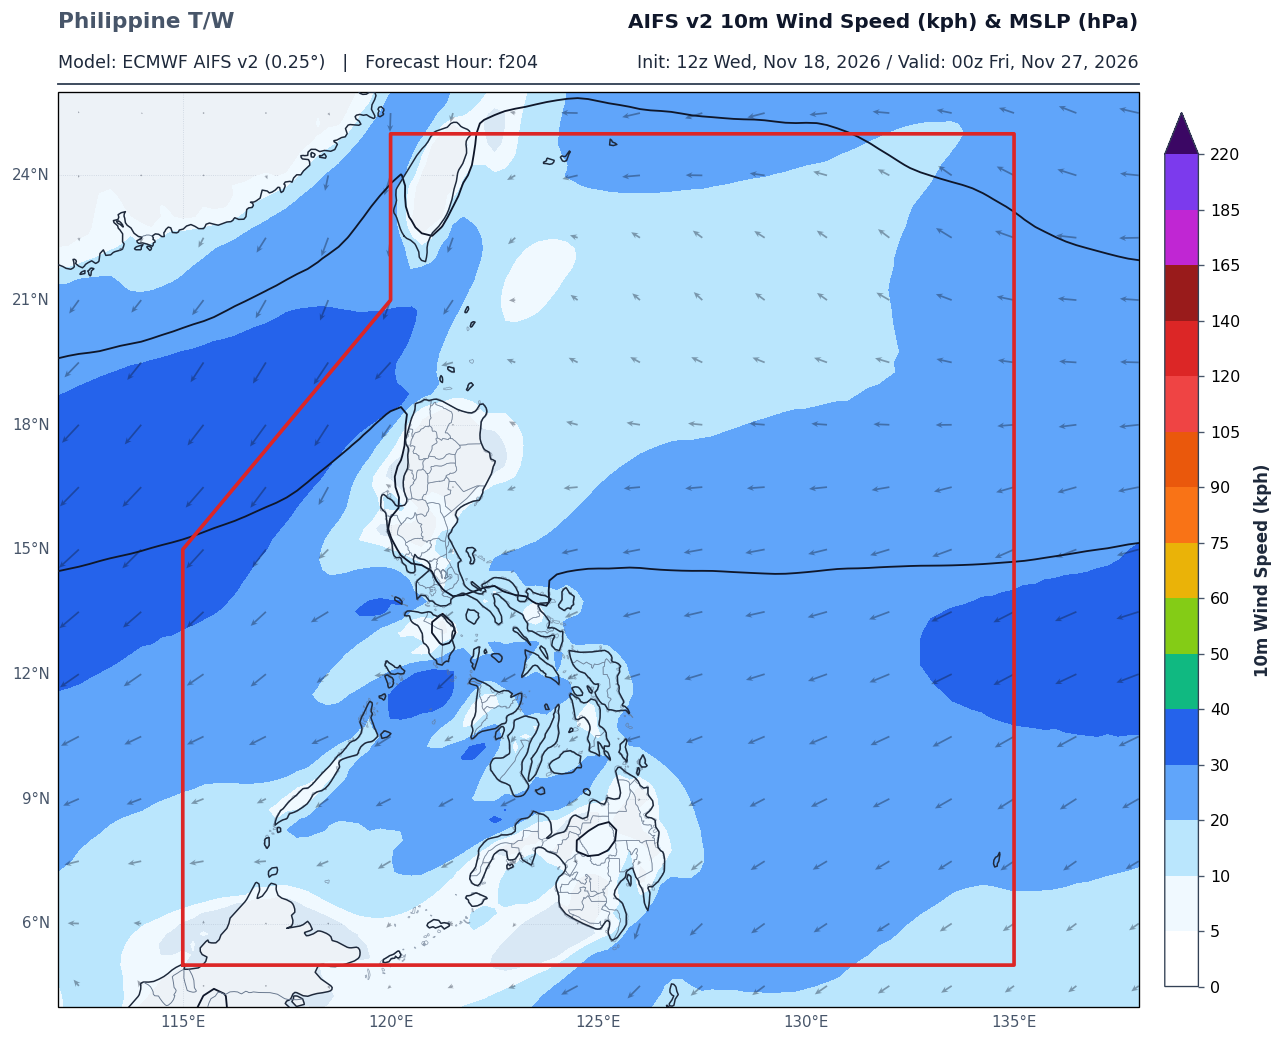 Philippine T/W
AIFS v2 10m Wind Speed (kph) & MSLP (hPa)
Model: ECMWF AIFS v2 (0.25°) | Forecast Hour: f204
Init: 12z Wed, Nov 18, 2026 / Valid: 00z Fri, Nov 27, 2026
24°N
21°N
18°N
15°N
12°N
9°N
6°N
115°E
120°E
125°E
130°E
135°E
220
185
165
140
120
105
90
75
60
50
40
30
20
10
5
0
10m Wind Speed (kph)